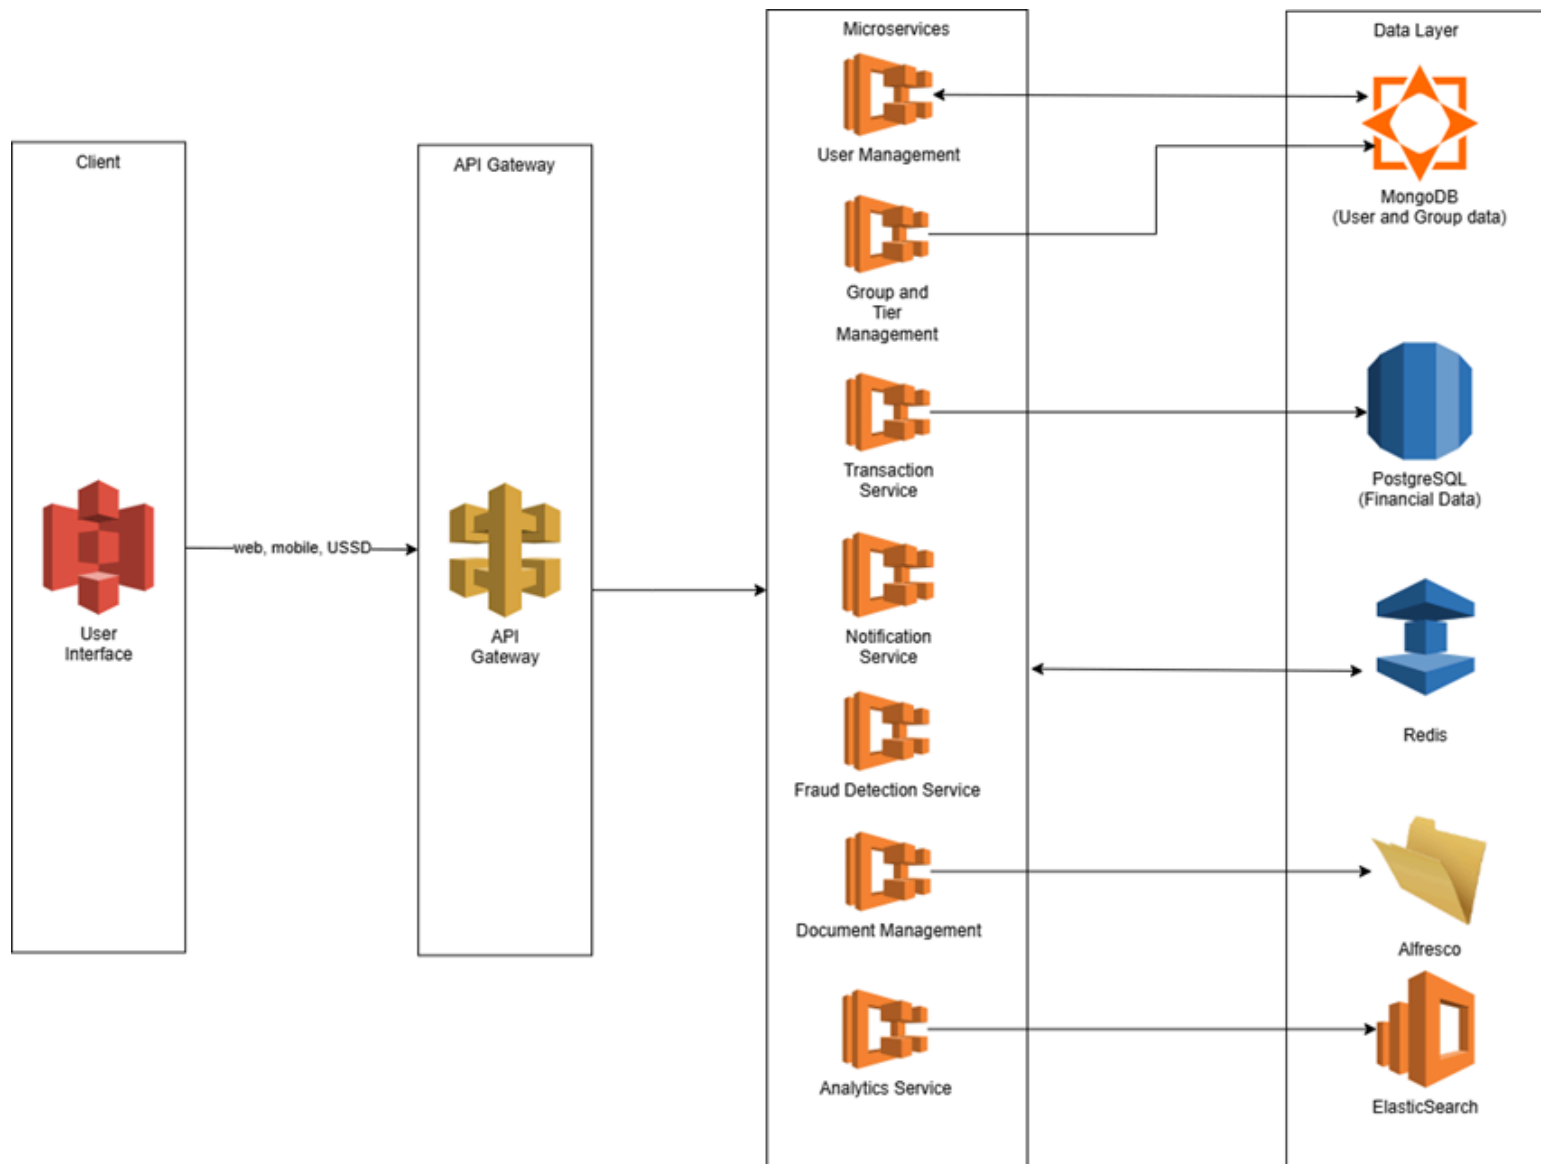 Client
User
Interface
web, mobile, USSD
API Gateway
API
Gateway
Microservices
User Management
Group and
Tier
Management
Transaction
Service
Notification
Service
Fraud Detection Service
Document Management
Analytics Service
Data Layer
MongoDB
(User and Group data)
PostgreSQL
(Financial Data)
Redis
Alfresco
ElasticSearch